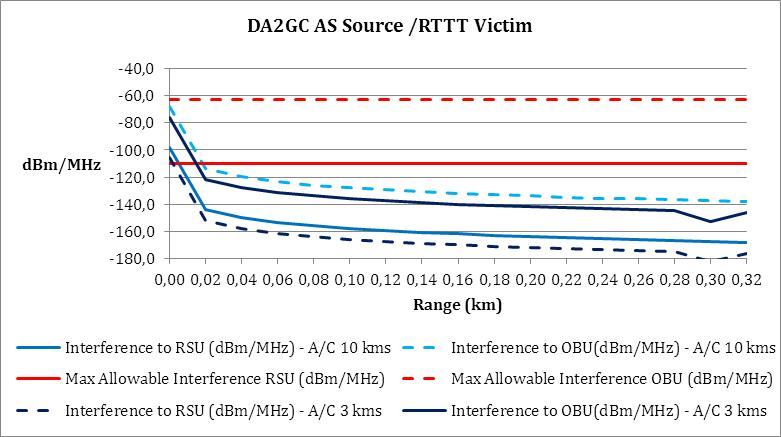 DA2GC AS Source /RTTT Victim
-40,0
-60,0
-80,0
-100,0
dBm/MHz
-120,0
-140,0
-160,0
-180,0
0,00 0,02 0,04 0,06 0,08 0,10 0,12 0,14 0,16 0,18 0,20 0,22 0,24 0,26 0,28 0,30 0,32
Range (km)
Interference to RSU (dBm/MHz) - A/C 10 kms
Interference to OBU(dBm/MHz) - A/C 10 kms
Max Allowable Interference RSU (dBm/MHz)
Max Allowable Interference OBU (dBm/MHz)
Interference to RSU (dBm/MHz) - A/C 3 kms
Interference to OBU(dBm/MHz) - A/C 3 kms